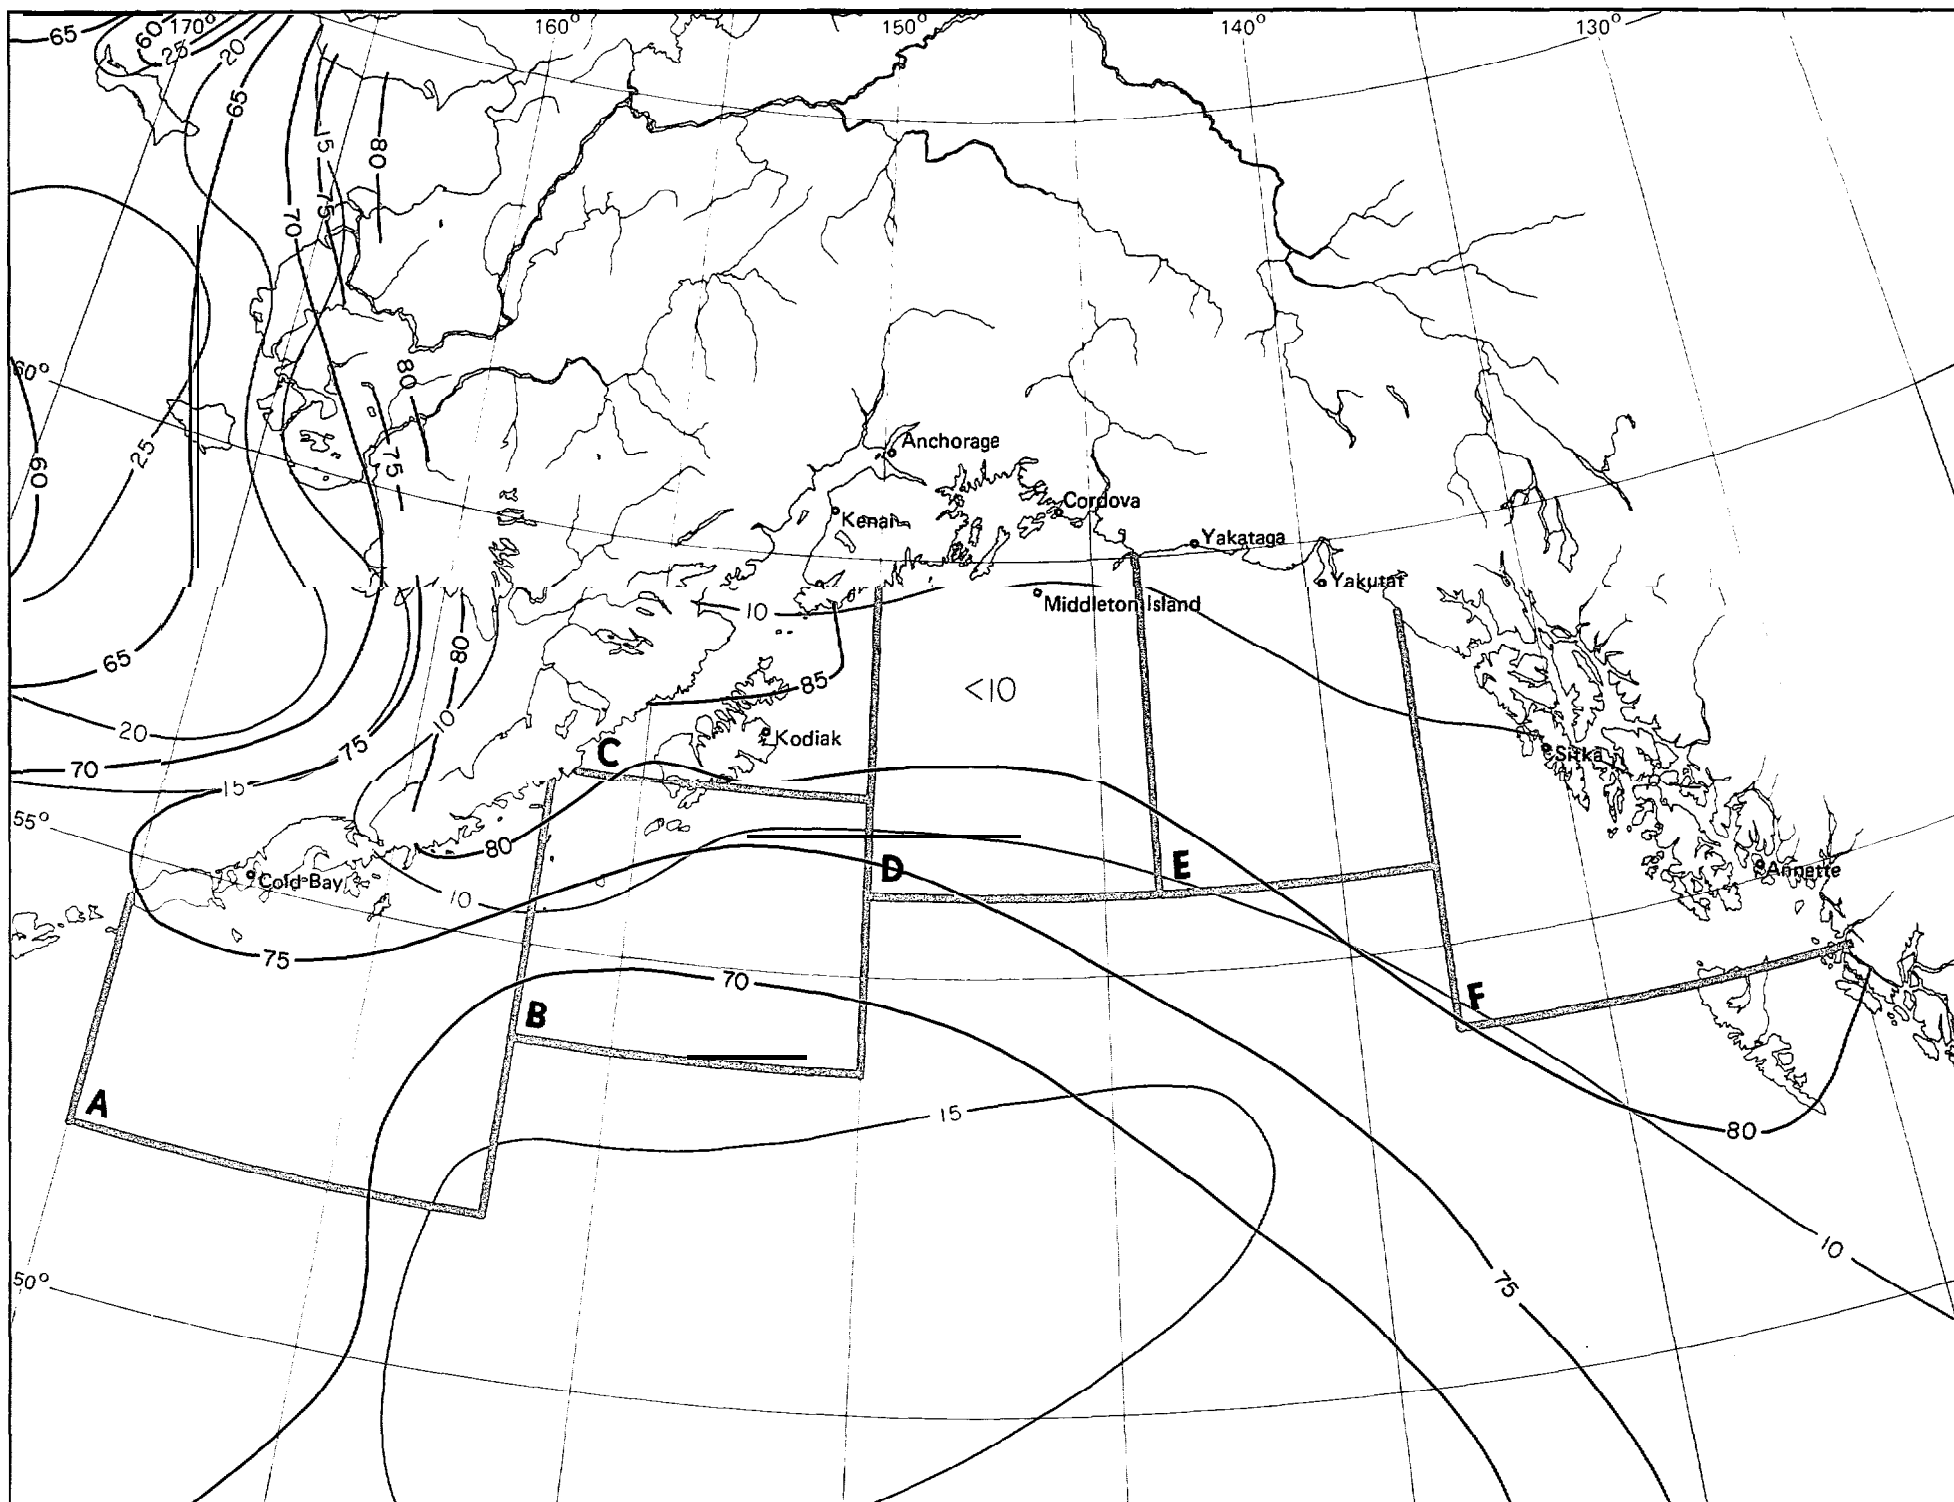 170° 160° 150° 140° 130°
65 60 25 20
65
15 80
70 75
60°
80
25 60 75
Anchorage
Cordova
Kenai
Yakataga
Yakutat
10 Middleton Island
80
65 85 <10
10
20 75 Kodiak
C Sitka
70
15
55°
80
D E
Cold Bay 10 Annette
75
70
F
B
A
15
80
10
50°
75